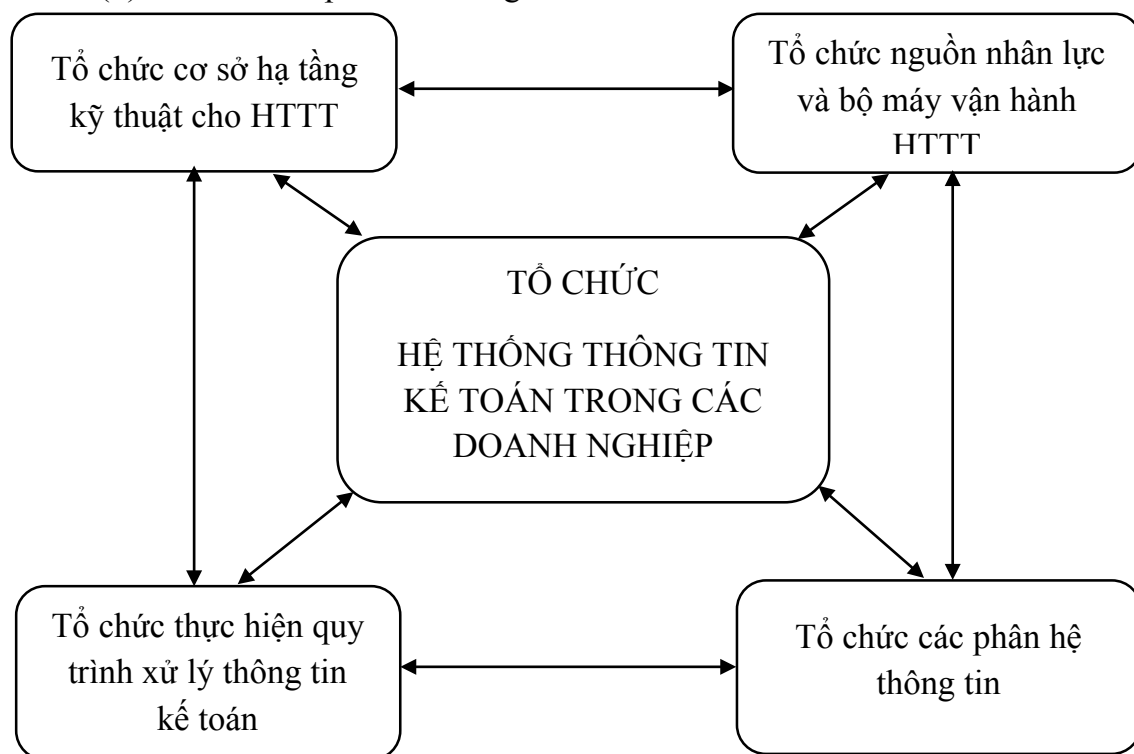 Tổ chức cơ sở hạ tầng
kỹ thuật cho HTTT
Tổ chức nguồn nhân lực
và bộ máy vận hành
HTTT
TỔ CHỨC
HỆ THỐNG THÔNG TIN
KẾ TOÁN TRONG CÁC
DOANH NGHIỆP
Tổ chức thực hiện quy
trình xử lý thông tin
kế toán
Tổ chức các phân hệ
thông tin